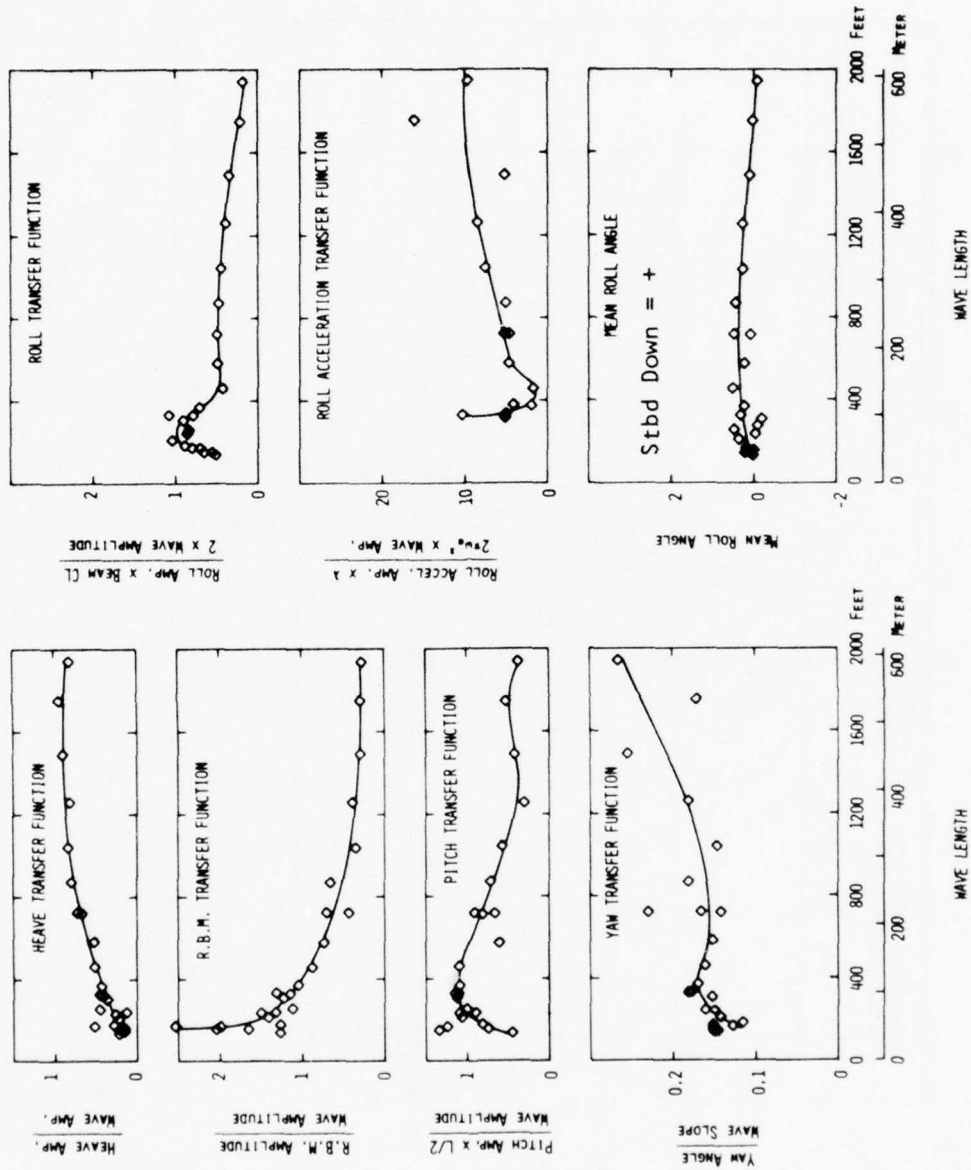 HEAVE TRANSFER FUNCTION
HEAVE AMP.
WAVE AMP.
1
0
R.B.M. TRANSFER FUNCTION
R.B.M. AMPLITUDE
WAVE AMPLITUDE
2
1
0
PITCH TRANSFER FUNCTION
PITCH AMP. X L/2
WAVE AMPLITUDE
1
0
YAW TRANSFER FUNCTION
YAW ANGLE
WAVE SLOPE
0.2
0.1
0 400 800 1200 1600 2000 FEET
0 200 400 600 METER
WAVE LENGTH
ROLL TRANSFER FUNCTION
ROLL AMP. X BEAM CL
2 X WAVE AMPLITUDE
2
1
0
ROLL ACCELERATION TRANSFER FUNCTION
ROLL ACCEL. AMP. X λ
X WAVE AMP.
20
10
0
MEAN ROLL ANGLE
Stbd Down = +
MEAN ROLL ANGLE
2
0
-2
0 400 800 1200 1600 2000 FEET
0 200 400 600 METER
WAVE LENGTH